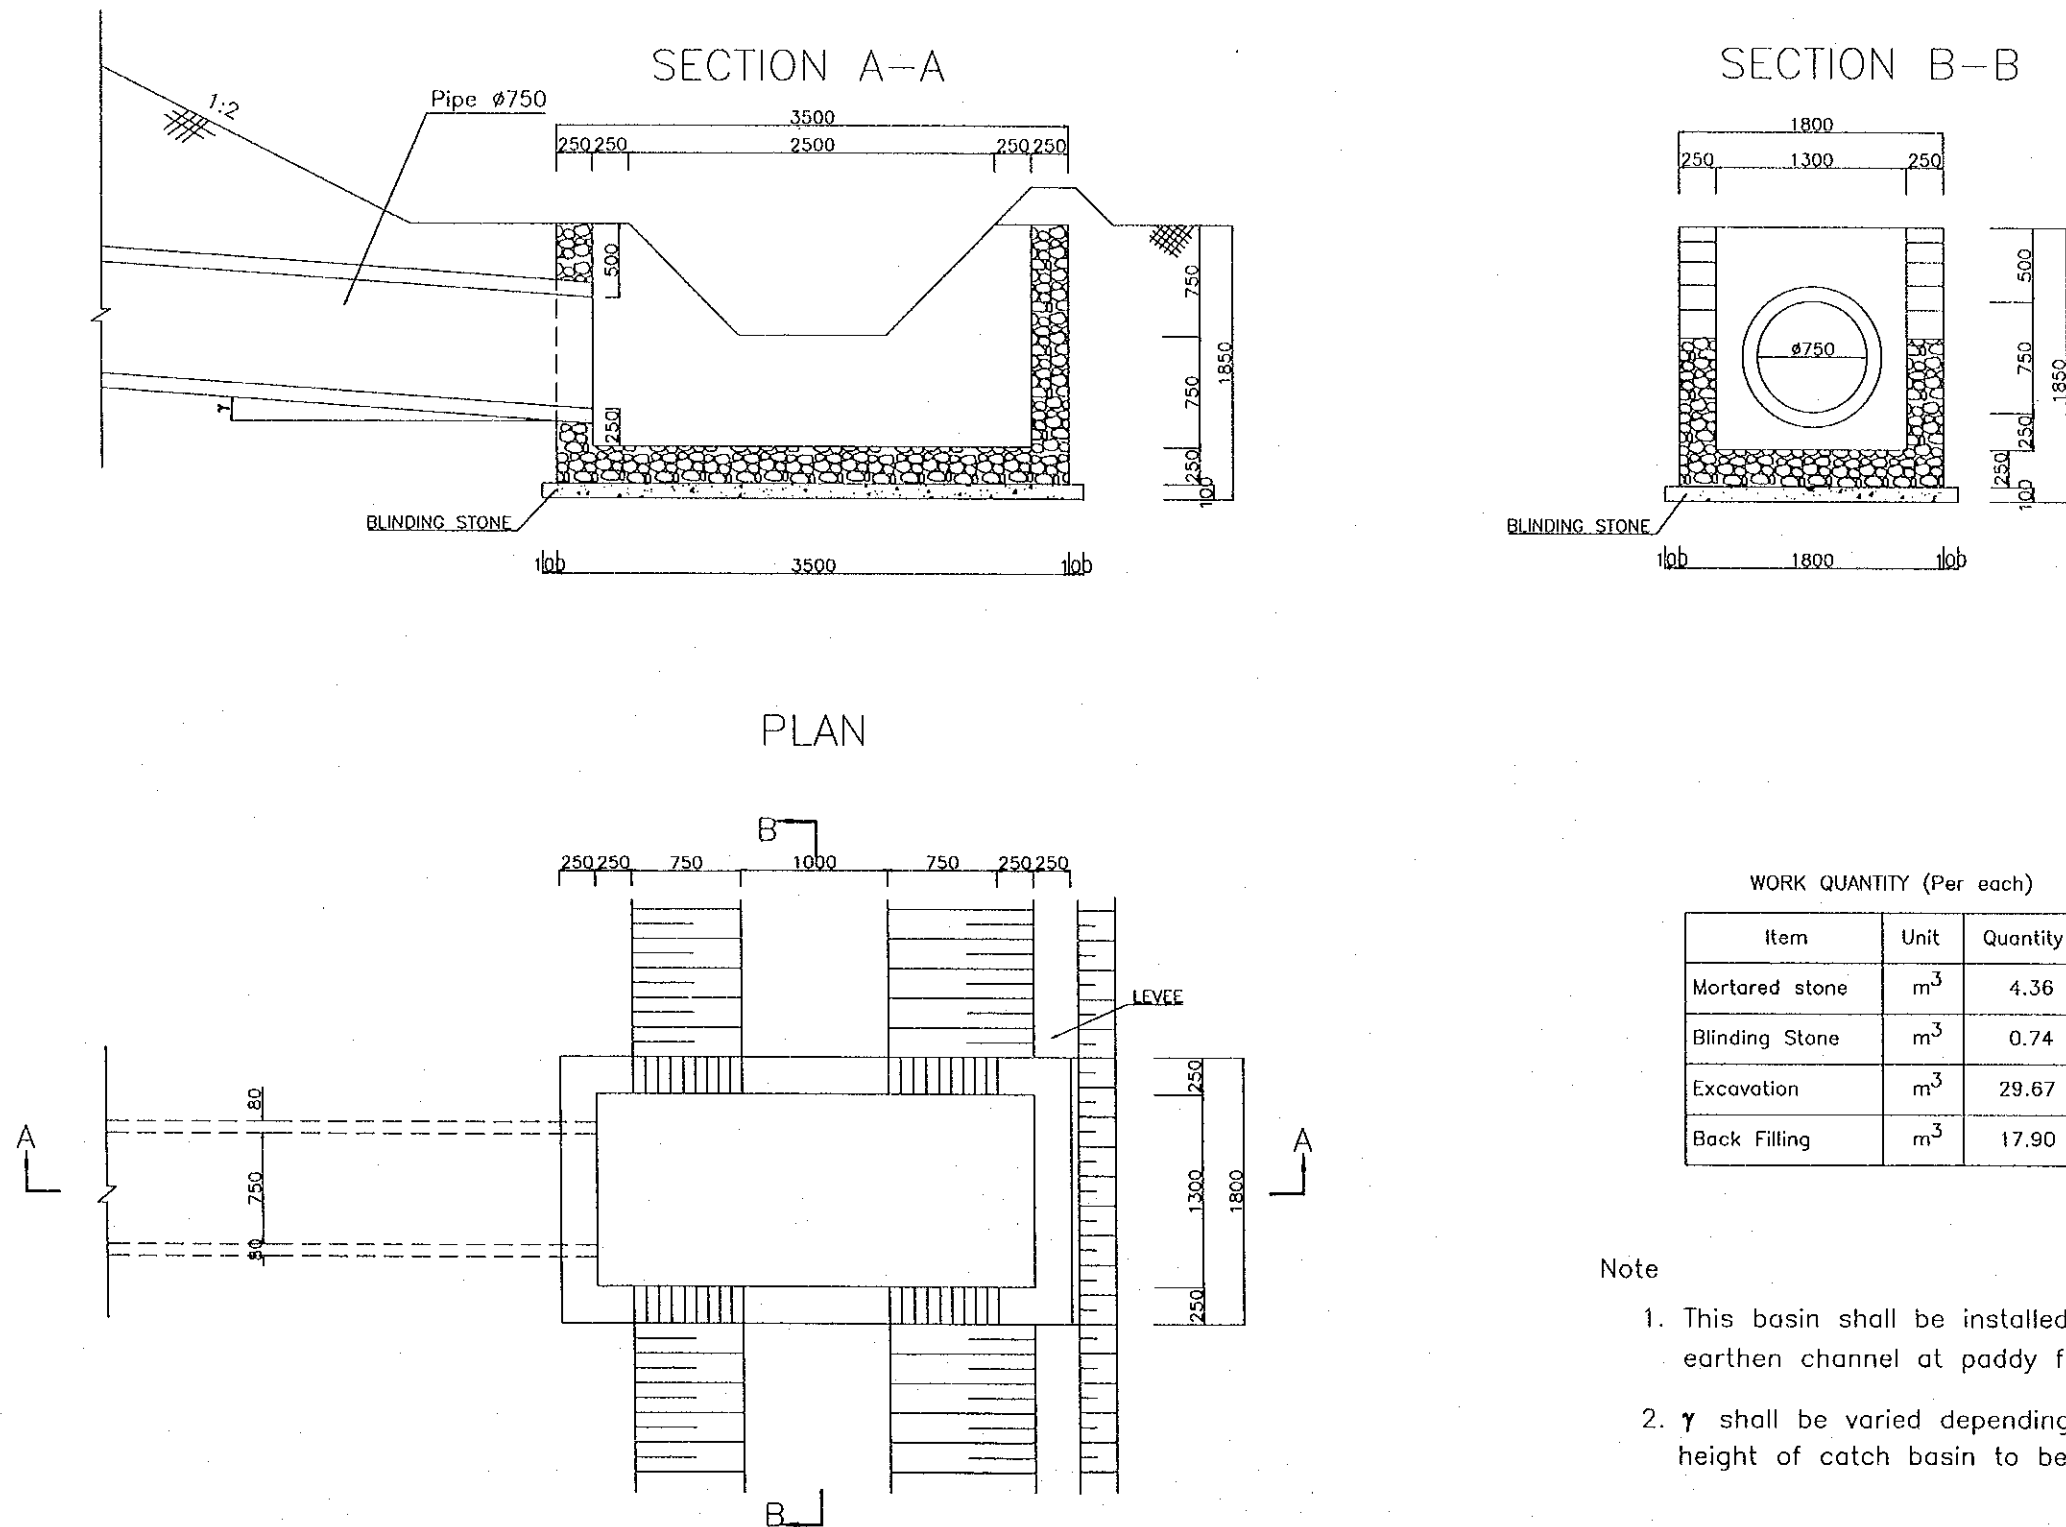 SECTION A-A
1:2
Pipe ø750
3500
250 250 2500 250 250
500
250
γ
750
750
250
100
1850
BLINDING STONE
100 3500 100
SECTION B-B
1800
250 1300 250
ø750
500
750
250
250
100
1850
BLINDING STONE
100 1800 100
PLAN
B
250 250 750 1000 750 250 250
LEVEE
80
750
80
A
A
250
1300
250
1800
B
WORK QUANTITY (Per each)
Item Unit Quantity
Mortared stone m³ 4.36
Blinding Stone m³ 0.74
Excavation m³ 29.67
Back Filling m³ 17.90
Note
1. This basin shall be installed
earthen channel at paddy f
2. γ shall be varied depending
height of catch basin to be